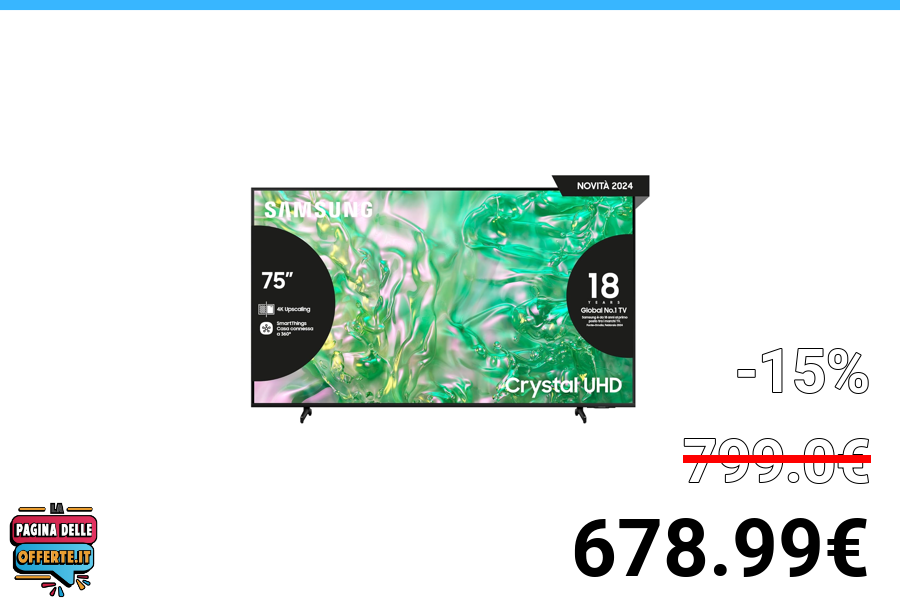 NOVITÀ 2024
SAMSUNG
75"
4K Upscaling
SmartThings
Casa connessa
a 360°
18
YEARS
Global No.1 TV
Crystal UHD
-15%
799.0€
678.99€
LA
PAGINA DELLE
OFFERTE.IT